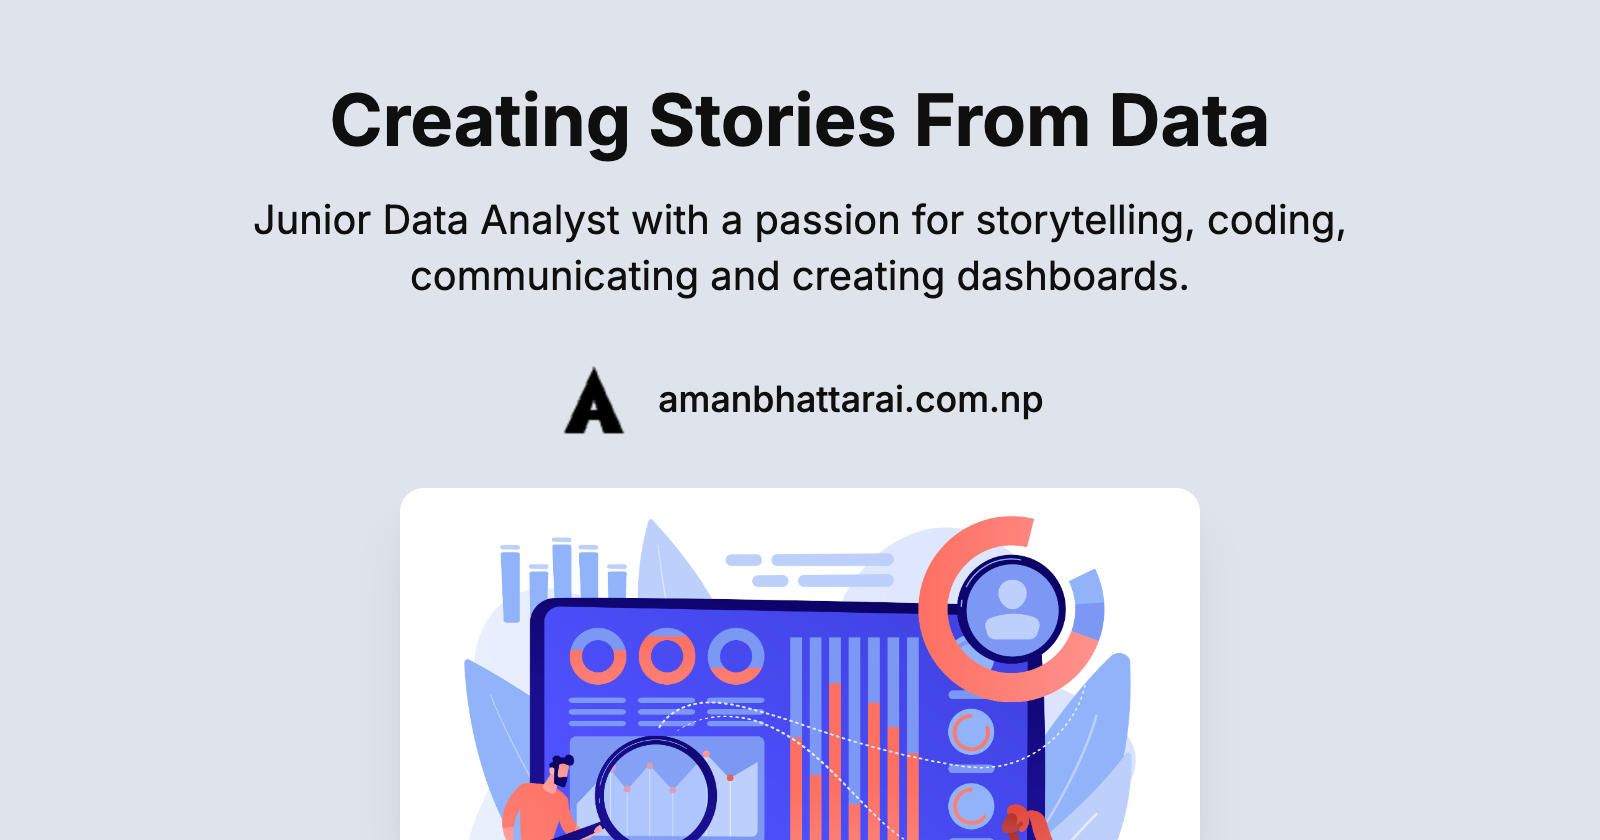 Creating Stories From Data
Junior Data Analyst with a passion for storytelling, coding,
communicating and creating dashboards.
A amanbhattarai.com.np